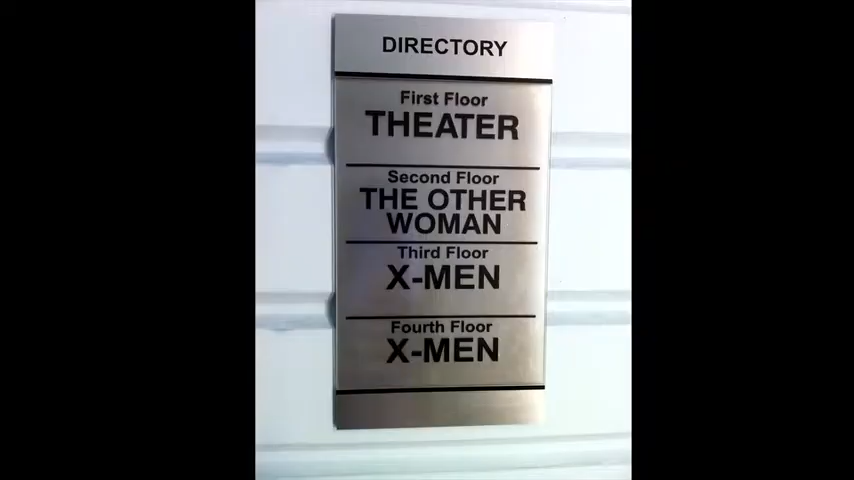 DIRECTORY
First Floor
THEATER
Second Floor
THE OTHER
WOMAN
Third Floor
X-MEN
Fourth Floor
X-MEN